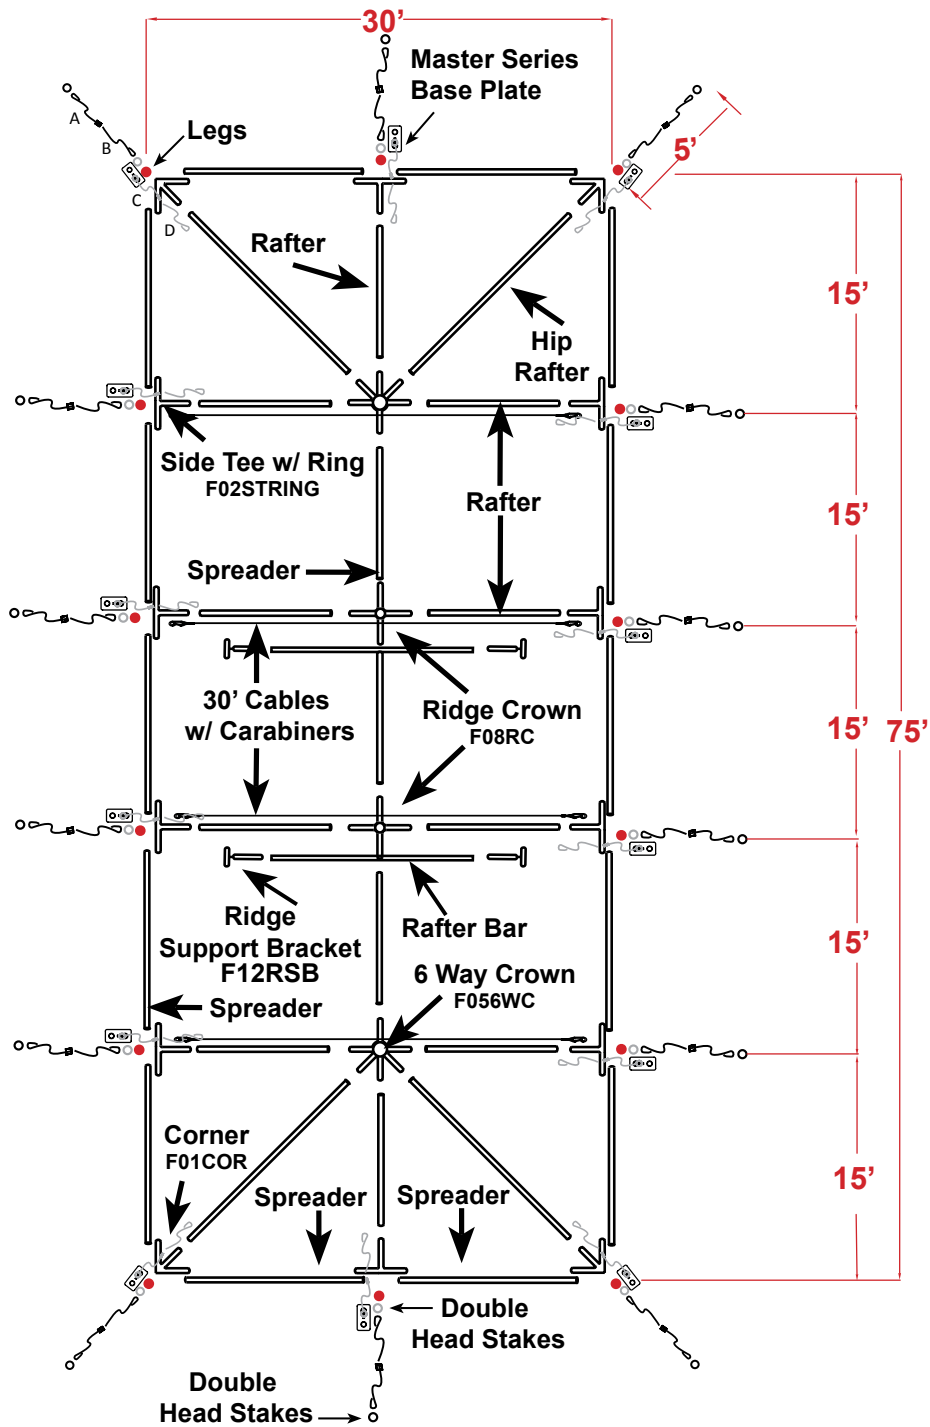 30’
Master Series
Base Plate
A
B
Legs
5’
C
D
Rafter
15’
Hip
Rafter
Side Tee w/ Ring
F02STRING
Rafter
15’
Spreader
30’ Cables
w/ Carabiners
Ridge Crown
F08RC
15’
75’
Ridge
Support Bracket
F12RSB
Rafter Bar
15’
6 Way Crown
F056WC
Spreader
Corner
F01COR
Spreader
Spreader
15’
Double
Head Stakes
Double
Head Stakes